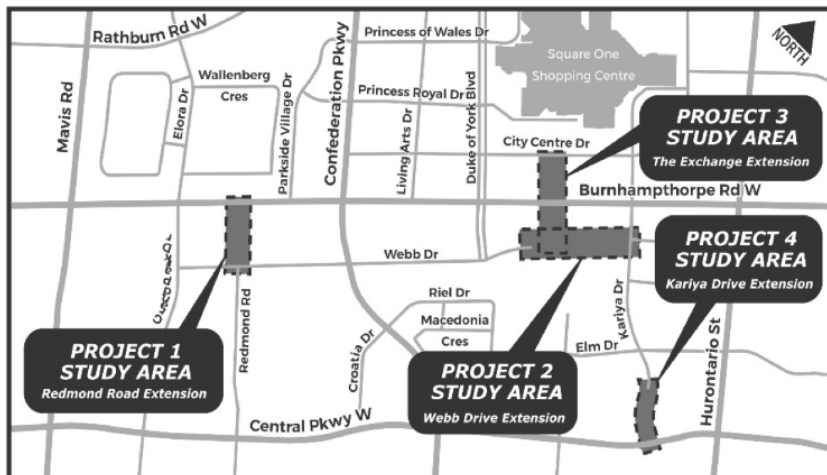 Rathburn Rd W
Princess of Wales Dr
Square One
Shopping Centre
NORTH
Wallenberg
Cres
Princess Royal Dr
Mavis Rd
Elora Dr
Parkside Village Dr
Confederation Pkwy
Living Arts Dr
Duke of York Blvd
City Centre Dr
PROJECT 3
STUDY AREA
The Exchange Extension
Burnhampthorpe Rd W
Webb Dr
PROJECT 4
STUDY AREA
Kariya Drive Extension
Riel Dr
Macedonia
Cres
Croatia Dr
Redmond Rd
Kariya Dr
Elm Dr
Hurontario St
PROJECT 1
STUDY AREA
Redmond Road Extension
PROJECT 2
STUDY AREA
Webb Drive Extension
Central Pkwy W